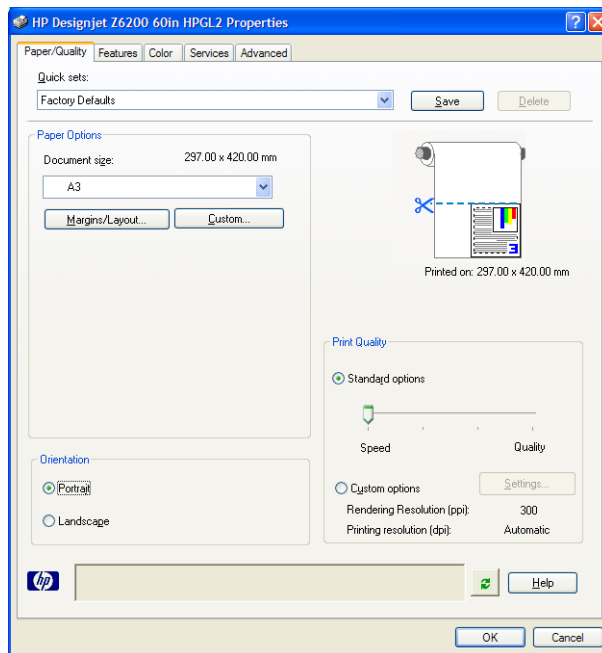 HP Designjet Z6200 60in HPGL2 Properties
Paper/Quality Features Color Services Advanced
Quick sets:
Factory Defaults
Save
Delete
Paper Options
Document size: 297.00 x 420.00 mm
A3
Margins/Layout...
Custom...
3
Printed on: 297.00 x 420.00 mm
Print Quality
Standard options
Speed Quality
Custom options
Settings...
Rendering Resolution (ppi): 300
Printing resolution (dpi): Automatic
Orientation
Portrait
Landscape
hp
Help
OK
Cancel